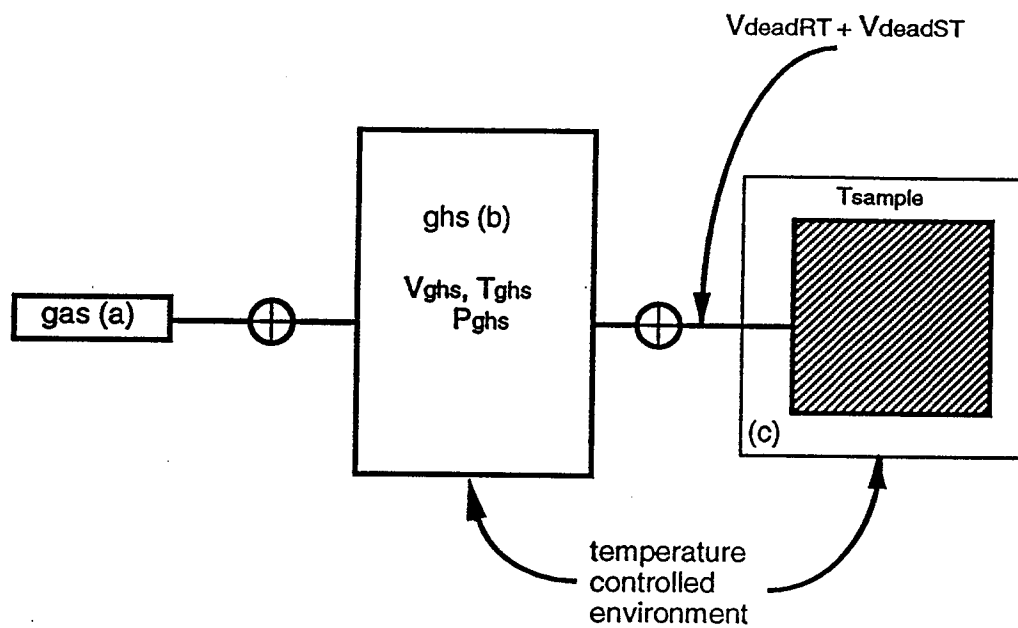 VdeadRT + VdeadST
Tsample
ghs (b)
Vghs, Tghs
Pghs
gas (a)
(c)
temperature
controlled
environment